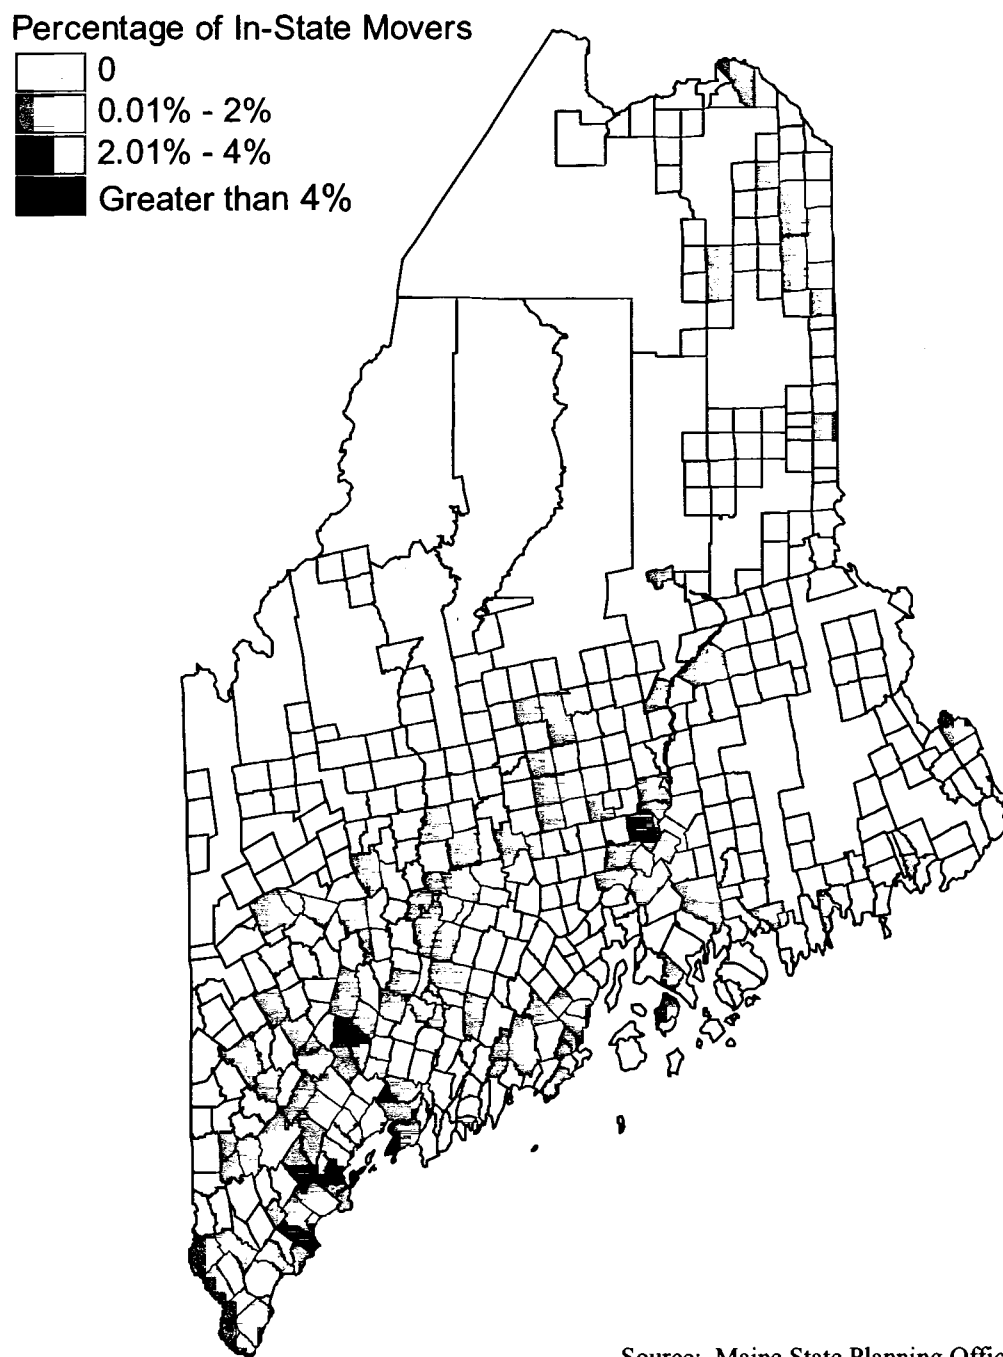 Percentage of In-State Movers
0
0.01% - 2%
2.01% - 4%
Greater than 4%
Source: Maine State Planning Offic